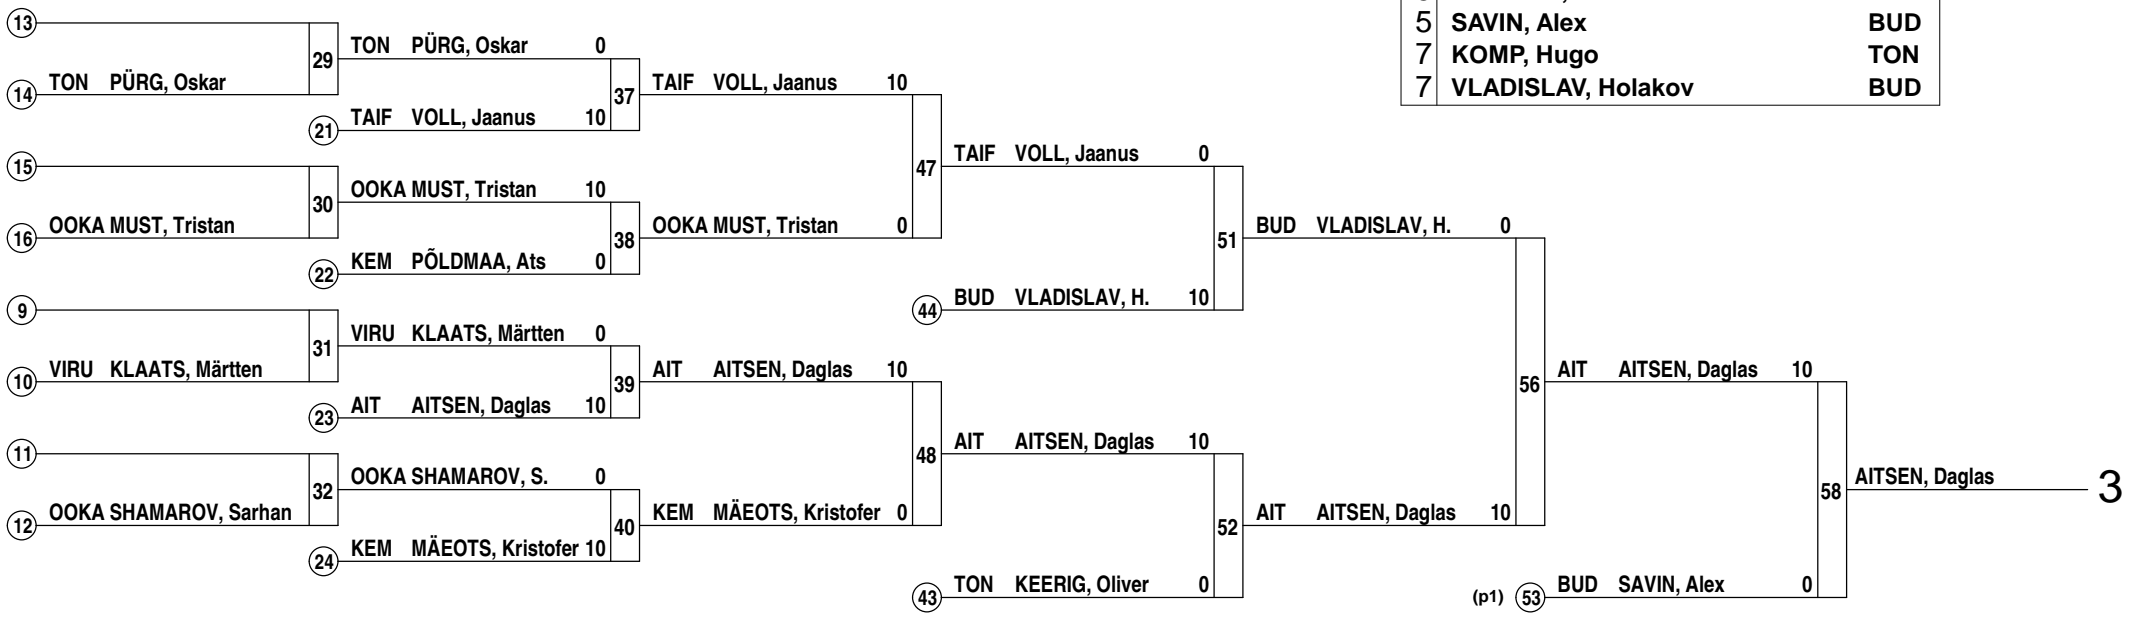 5 SAVIN, Alex BUD
7 KOMP, Hugo TON
7 VLADISLAV, Holakov BUD
13
29
TON PÜRG, Oskar 0
14 TON PÜRG, Oskar
37
TAIF VOLL, Jaanus 10
21 TAIF VOLL, Jaanus 10
47
TAIF VOLL, Jaanus 0
15
30
OOKA MUST, Tristan 10
16 OOKA MUST, Tristan
38
OOKA MUST, Tristan 0
22 KEM PÕLDMAA, Ats 0
51
BUD VLADISLAV, H. 0
44 BUD VLADISLAV, H. 10
9
31
VIRU KLAATS, Märtten 0
10 VIRU KLAATS, Märtten
39
AIT AITSEN, Daglas 10
23 AIT AITSEN, Daglas 10
56
AIT AITSEN, Daglas 10
11
32
OOKA SHAMAROV, S. 0
12 OOKA SHAMAROV, Sarhan
40
KEM MÄEOTS, Kristofer 0
24 KEM MÄEOTS, Kristofer 10
48
AIT AITSEN, Daglas 10
52
AIT AITSEN, Daglas 10
43 TON KEERIG, Oliver 0
58
AITSEN, Daglas 3
(p1) 53 BUD SAVIN, Alex 0